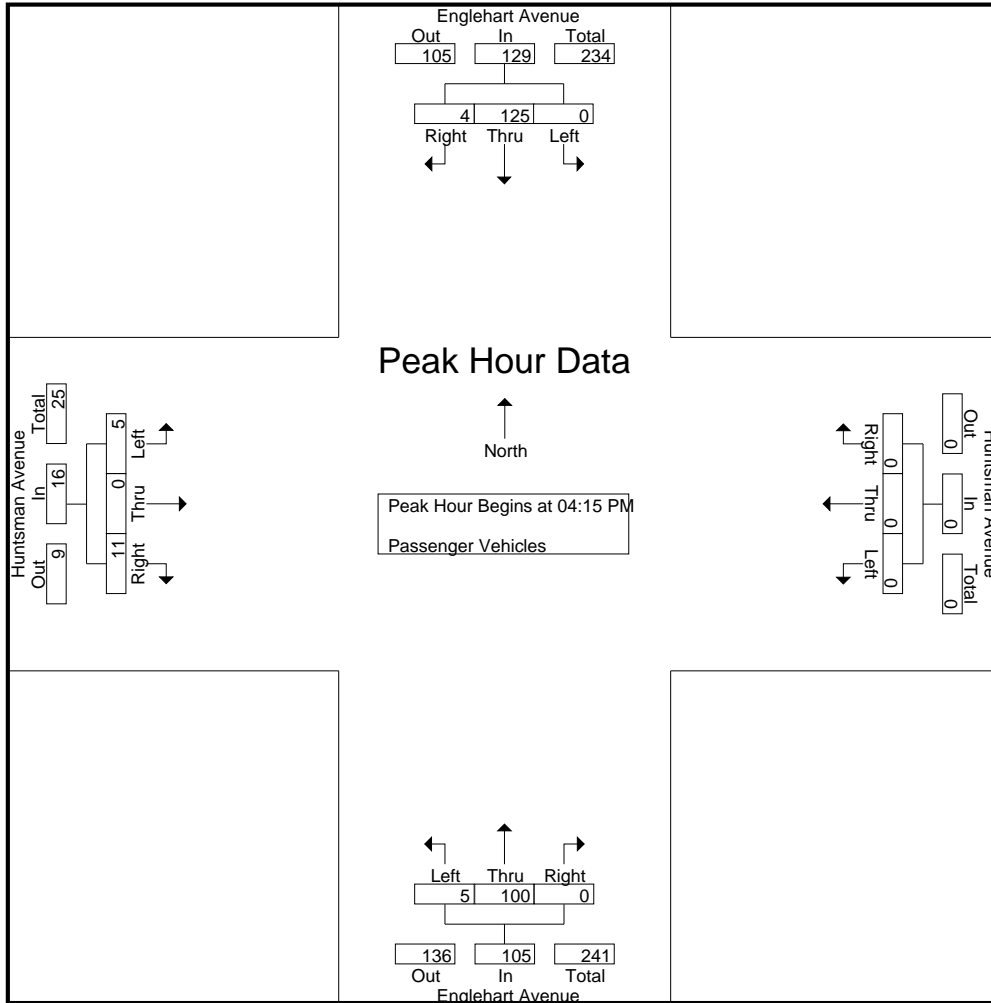 Englehart Avenue
Out In Total
105 129 234
4 125 0
Right Thru Left
Peak Hour Data
North
Peak Hour Begins at 04:15 PM
Passenger Vehicles
Huntsman Avenue
Total In Out
25 16 9
5 0 11
Left Thru Right
Huntsman Avenue
Out In Total
0 0 0
0 0 0
Right Thru Left
Left Thru Right
5 100 0
136 105 241
Out In Total
Englehart Avenue